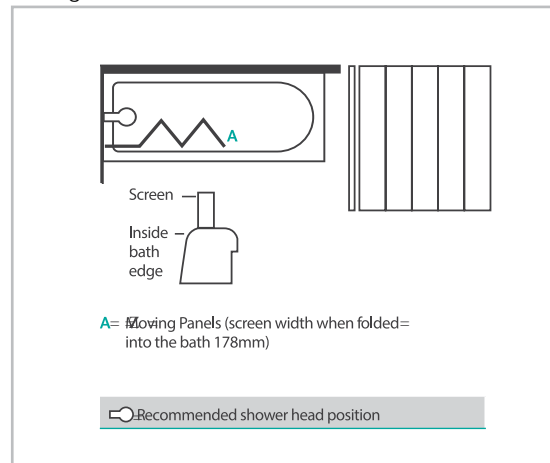 A
Screen
Inside
bath
edge
A= Moving Panels (screen width when folded=
into the bath 178mm)
Recommended shower head position